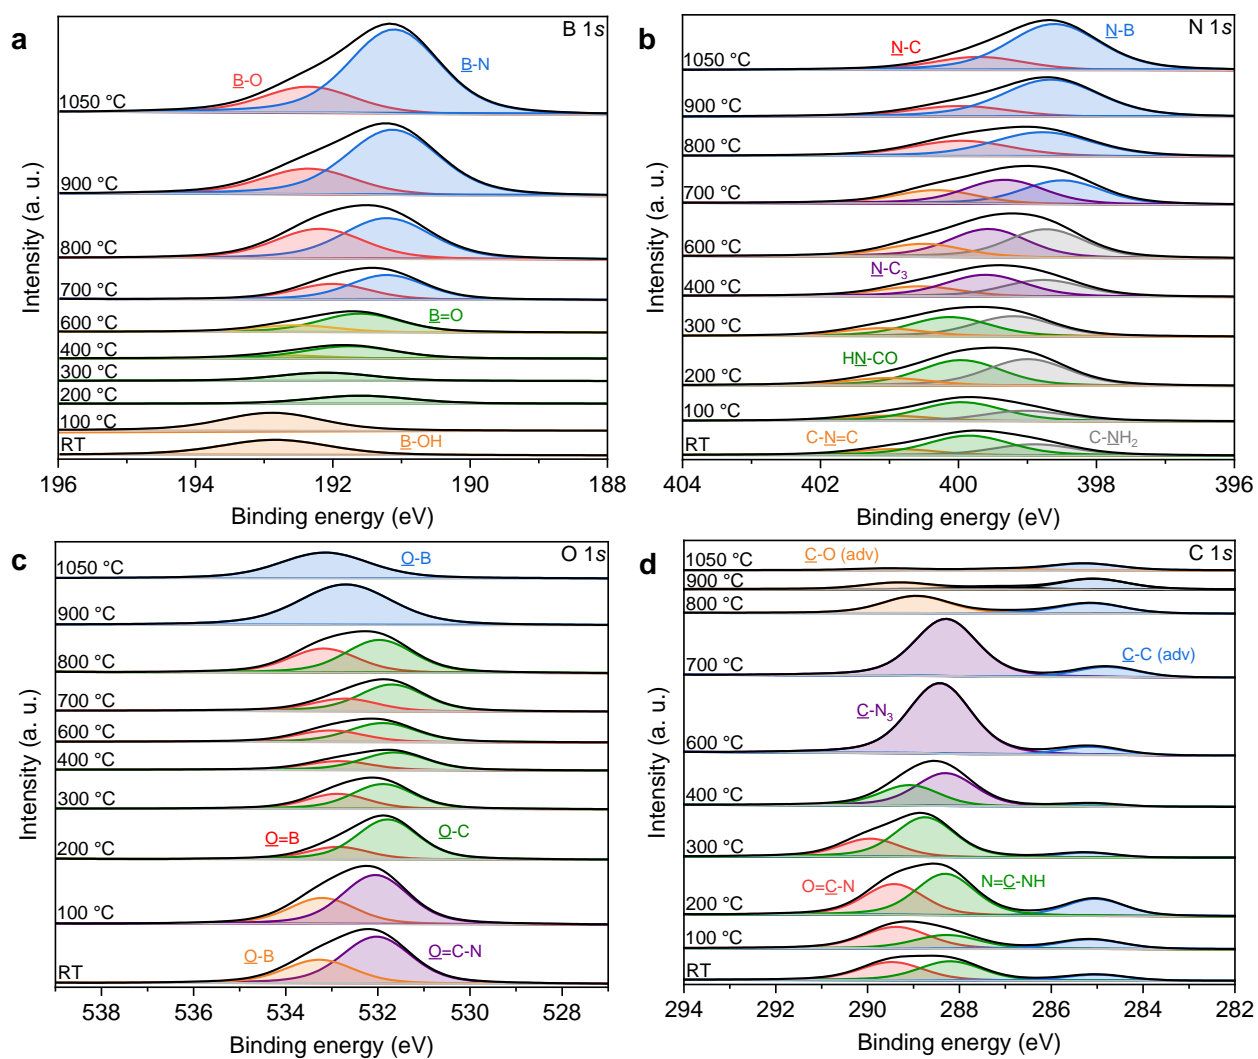 a
B 1s
B-O
B-N
1050 °C
900 °C
800 °C
700 °C
B=O
600 °C
400 °C
300 °C
200 °C
100 °C
RT
B-OH
196 194 192 190 188
Binding energy (eV)
Intensity (a. u.)
b
N 1s
N-C
N-B
1050 °C
900 °C
800 °C
700 °C
600 °C
N-C₃
400 °C
300 °C
HN-CO
200 °C
100 °C
C-N=C
C-NH₂
RT
404 402 400 398 396
Binding energy (eV)
Intensity (a. u.)
c
O 1s
O-B
1050 °C
900 °C
800 °C
700 °C
600 °C
400 °C
300 °C
O=B
O-C
200 °C
100 °C
O-B
O=C-N
RT
538 536 533 532 530 528
Binding energy (eV)
Intensity (a. u.)
d
C 1s
C-O (adv)
1050 °C
900 °C
800 °C
C-C (adv)
700 °C
C-N₃
600 °C
400 °C
300 °C
O=C-N
N=C-NH
200 °C
100 °C
RT
294 292 290 288 286 284 282
Binding energy (eV)
Intensity (a. u.)